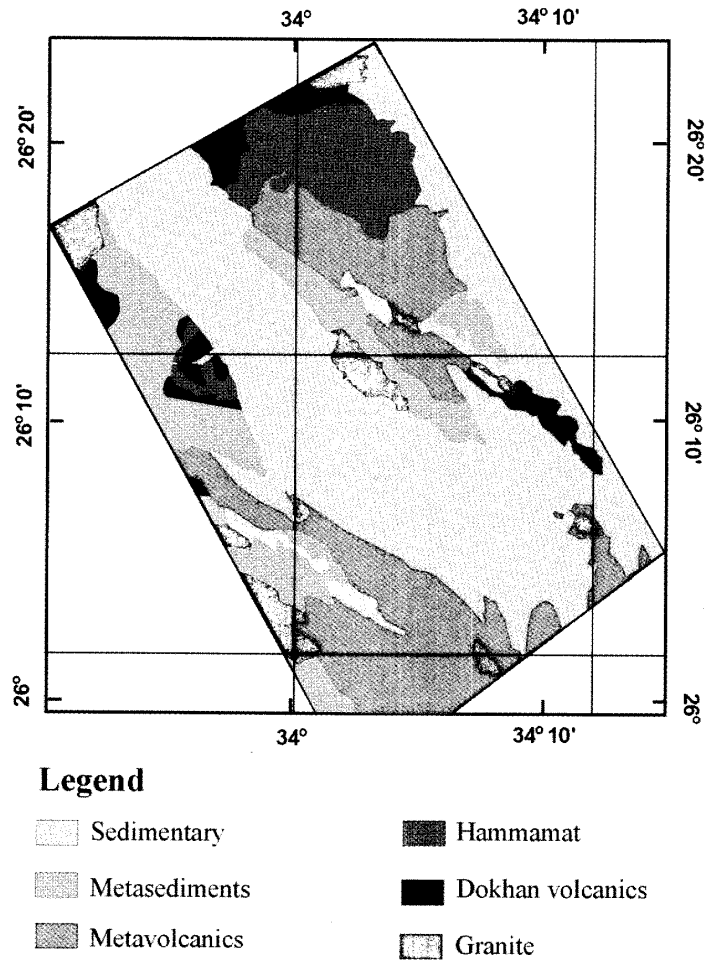 34° 34° 10'
26° 20' 26° 20'
26° 10' 26° 10'
26° 26°
34° 34° 10'
Legend
Sedimentary Hammamat
Metasediments Dokhan volcanics
Metavolcanics Granite